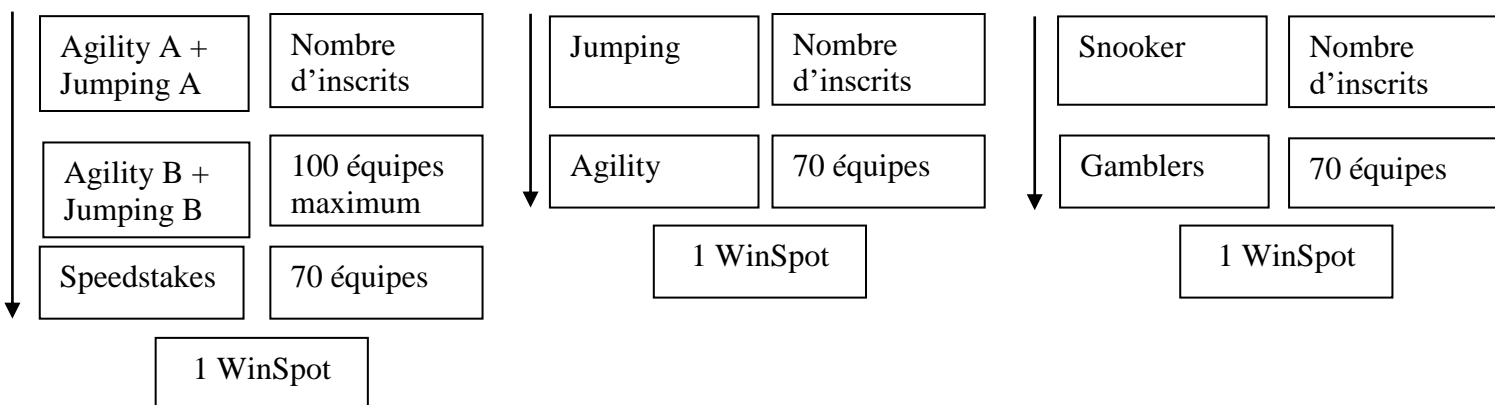 Agility A +
Jumping A
Nombre
d’inscrits
Agility B +
Jumping B
100 équipes
maximum
Speedstakes
70 équipes
1 WinSpot
Jumping
Nombre
d’inscrits
Agility
70 équipes
1 WinSpot
Snooker
Nombre
d’inscrits
Gamblers
70 équipes
1 WinSpot